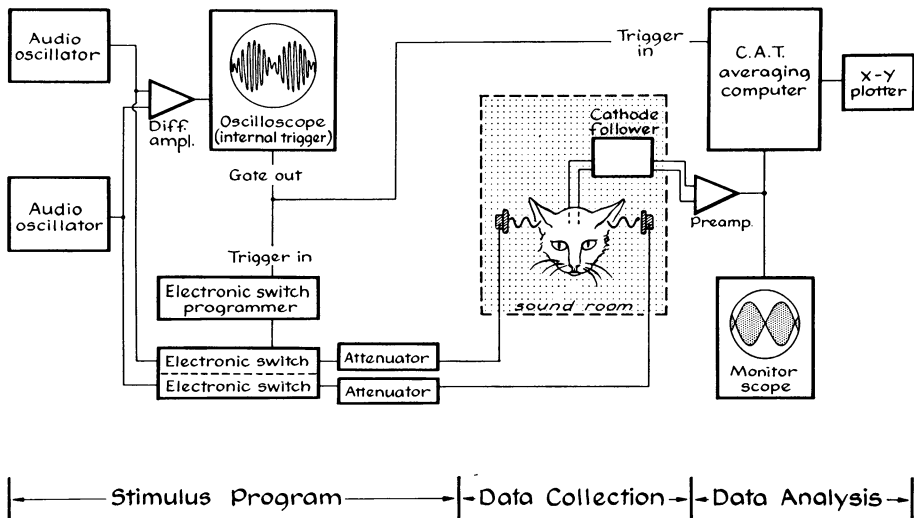 Audio
oscillator
Diff.
ampl.
Oscilloscope
(internal trigger)
Gate out
Trigger
in
C.A.T.
averaging
computer
X-Y
plotter
Cathode
follower
Audio
oscillator
Preamp.
Trigger in
Electronic switch
programmer
sound room
Electronic switch
Attenuator
Electronic switch
Attenuator
Monitor
scope
Stimulus Program
Data Collection
Data Analysis